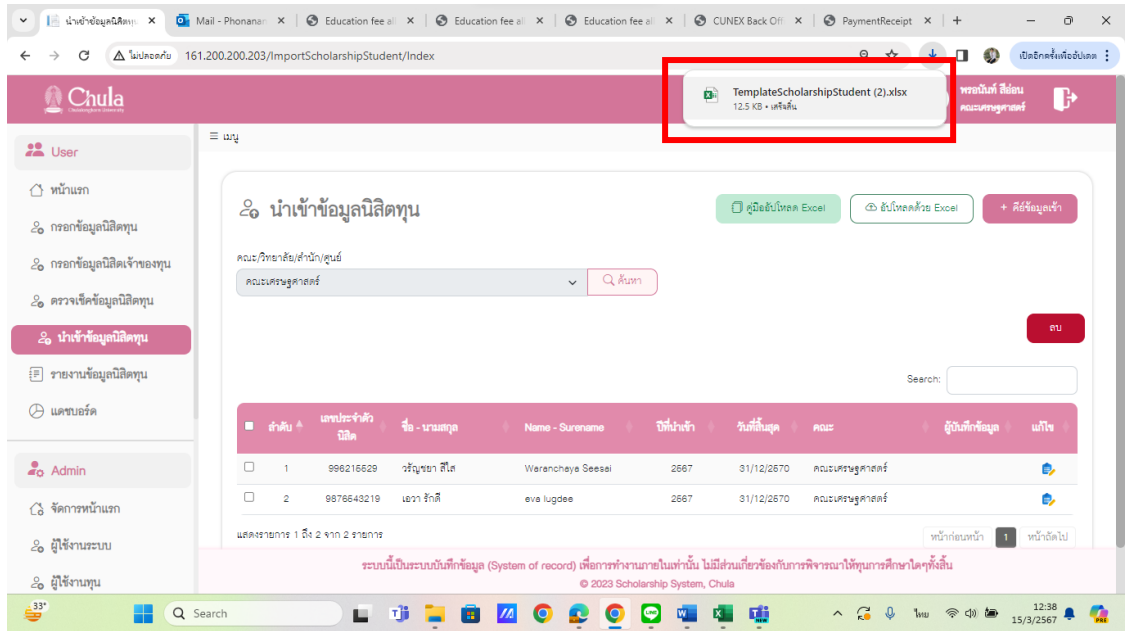 นำเข้าข้อมูลนิสิตทุน
Mail - Phonanan
Education fee all
Education fee all
Education fee all
CUNEX Back Off
PaymentReceipt
ไม่ปลอดภัย 161.200.200.203/ImportScholarshipStudent/Index
เปิดอีกครั้งเพื่ออัปเดต
TemplateScholarshipStudent (2).xlsx
12.5 KB • เสร็จสิ้น
Chula
Chulalongkorn University
พรอนันท์ สีอ่อน
คณะเศรษฐศาสตร์
เมนู
User
หน้าแรก
กรอกข้อมูลนิสิตทุน
กรอกข้อมูลนิสิตเจ้าของทุน
ตรวจเช็คข้อมูลนิสิตทุน
นำเข้าข้อมูลนิสิตทุน
รายงานข้อมูลนิสิตทุน
แดชบอร์ด
Admin
จัดการหน้าแรก
ผู้ใช้งานระบบ
ผู้ใช้งานทุน
นำเข้าข้อมูลนิสิตทุน
คู่มืออัปโหลด Excel
อัปโหลดด้วย Excel
+ คีย์ข้อมูลเข้า
คณะ/วิทยาลัย/สำนัก/ศูนย์
คณะเศรษฐศาสตร์
ค้นหา
ลบ
Search:
ลำดับ เลขประจำตัวนิสิต ชื่อ - นามสกุล Name - Surename ปีที่นำเข้า วันที่สิ้นสุด คณะ ผู้บันทึกข้อมูล แก้ไข
1 996215529 วรัญชยา สีใส Waranchaya Seesai 2567 31/12/2570 คณะเศรษฐศาสตร์
2 9876543219 เอวา รักดี eva lugdee 2567 31/12/2570 คณะเศรษฐศาสตร์
แสดงรายการ 1 ถึง 2 จาก 2 รายการ
หน้าก่อนหน้า 1 หน้าถัดไป
ระบบนี้เป็นระบบบันทึกข้อมูล (System of record) เพื่อการทำงานภายในเท่านั้น ไม่มีส่วนเกี่ยวข้องกับการพิจารณาให้ทุนการศึกษาใดๆทั้งสิ้น
© 2023 Scholarship System, Chula
33°
Search
ไทย
12:38
15/3/2567